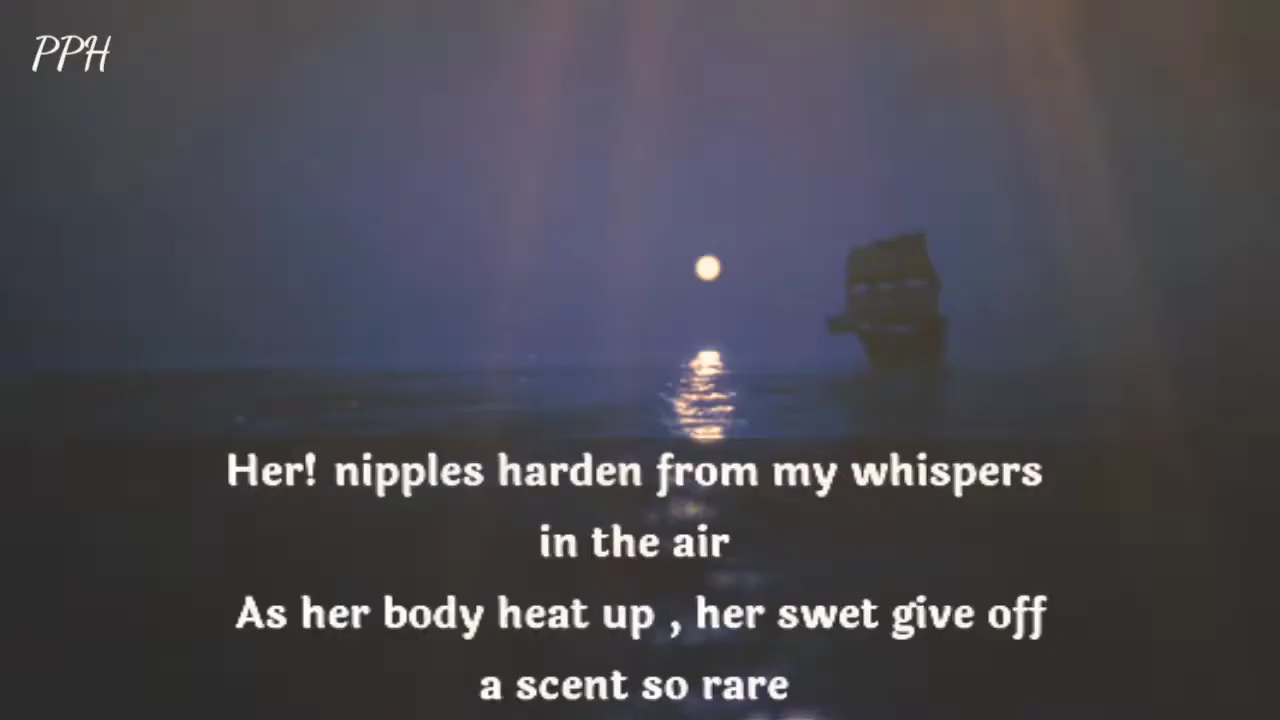 PPH
Her! nipples harden from my whispers
in the air
As her body heat up , her swet give off
a scent so rare